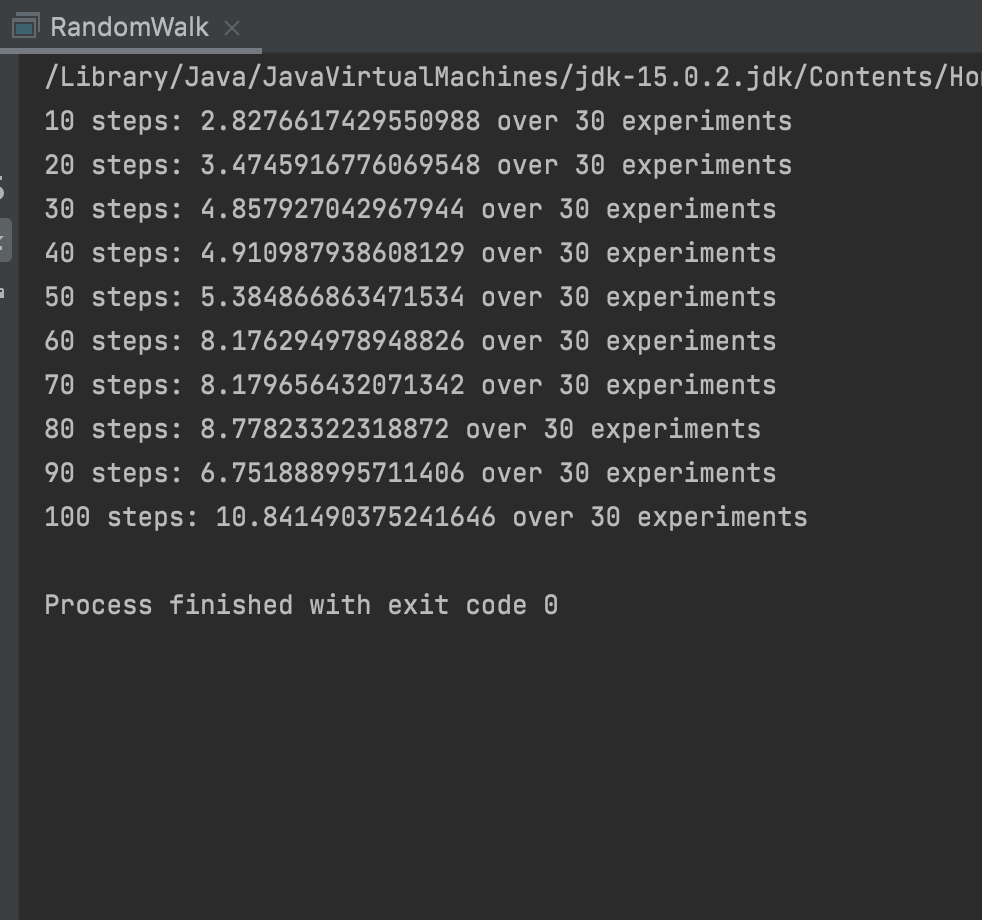 RandomWalk
/Library/Java/JavaVirtualMachines/jdk-15.0.2.jdk/Contents/Ho
10 steps: 2.8276617429550988 over 30 experiments
20 steps: 3.4745916776069548 over 30 experiments
30 steps: 4.857927042967944 over 30 experiments
40 steps: 4.910987938608129 over 30 experiments
50 steps: 5.384866863471534 over 30 experiments
60 steps: 8.176294978948826 over 30 experiments
70 steps: 8.179656432071342 over 30 experiments
80 steps: 8.77823322318872 over 30 experiments
90 steps: 6.751888995711406 over 30 experiments
100 steps: 10.841490375241646 over 30 experiments
Process finished with exit code 0